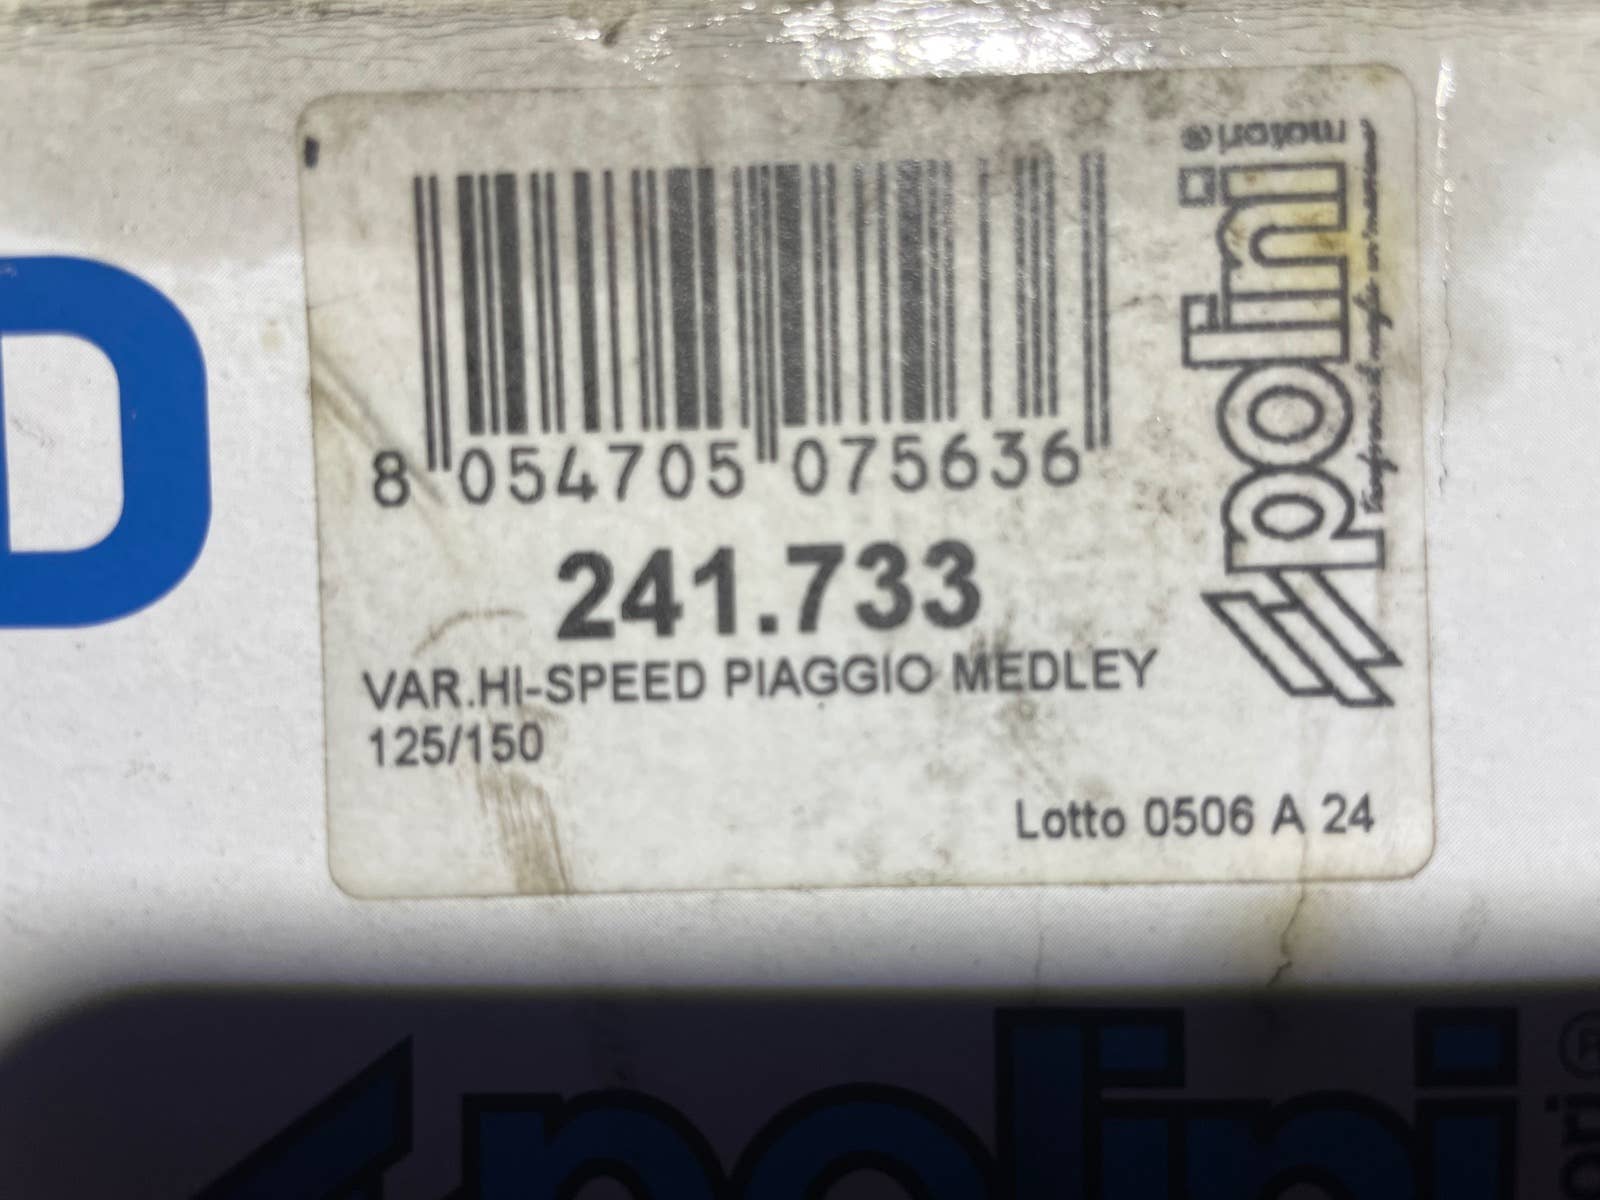 D
8 054705 075636
241.733
VAR.HI-SPEED PIAGGIO MEDLEY
125/150
Lotto 0506 A 24
polini
motori®
polini®